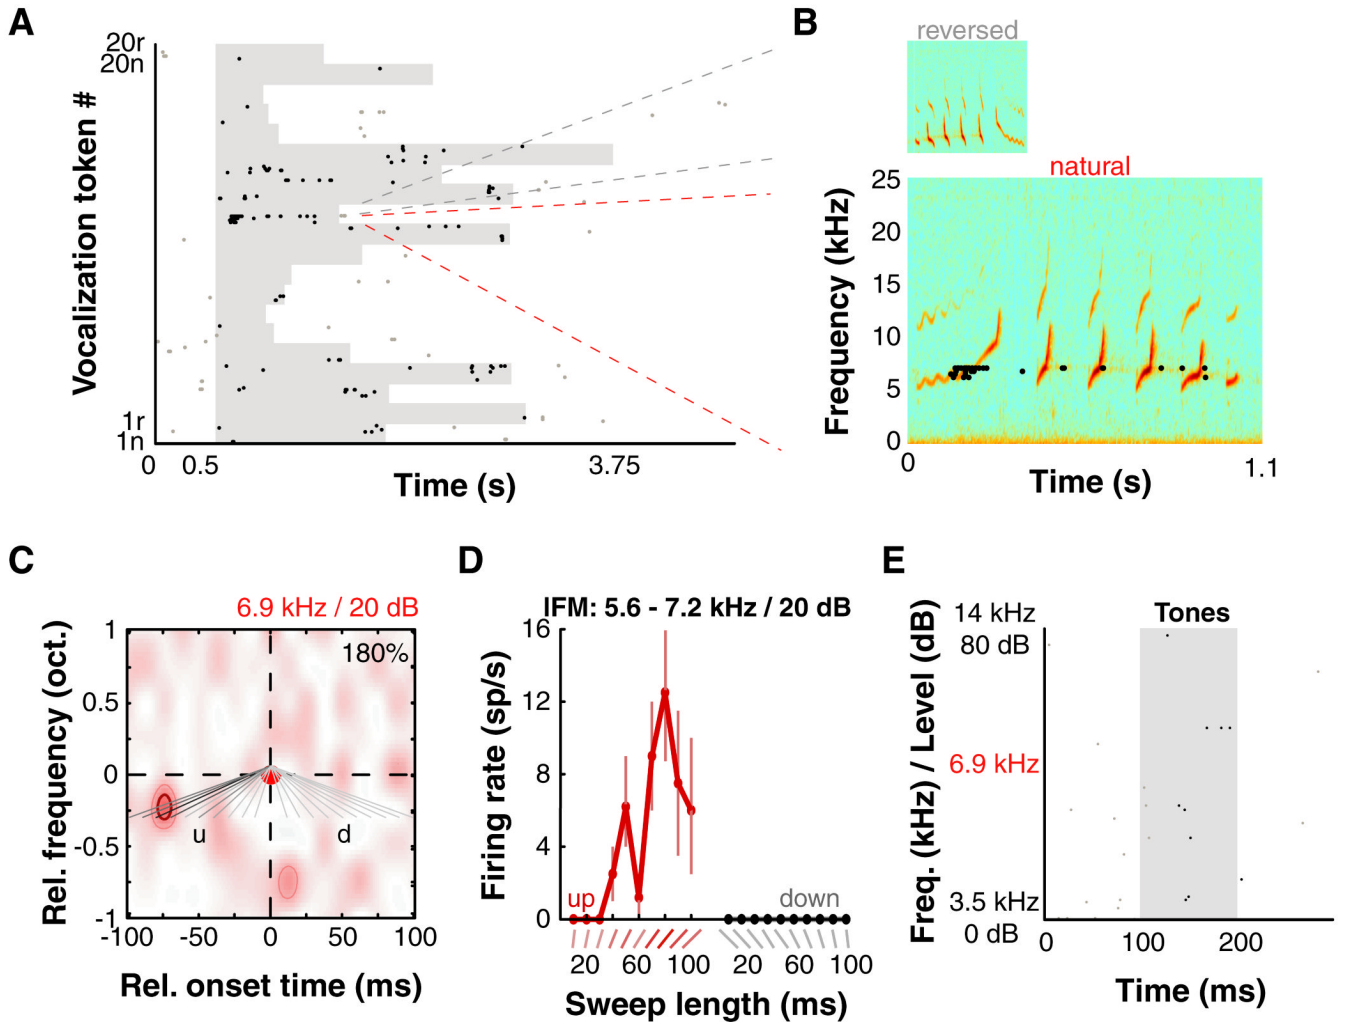 A
20r
20n
Vocalization token #
1r
1n
0
0.5
3.75
Time (s)
B
reversed
natural
25
20
15
10
5
0
Frequency (kHz)
0
1.1
Time (s)
C
6.9 kHz / 20 dB
180%
1
0.5
0
-0.5
-1
Rel. frequency (oct.)
u
d
-100
-50
0
50
100
Rel. onset time (ms)
D
IFM: 5.6 - 7.2 kHz / 20 dB
16
12
8
4
0
Firing rate (sp/s)
up
down
20
60
100
20
60
100
Sweep length (ms)
E
Freq. (kHz) / Level (dB)
14 kHz
80 dB
Tones
6.9 kHz
3.5 kHz
0 dB
0
100
200
Time (ms)